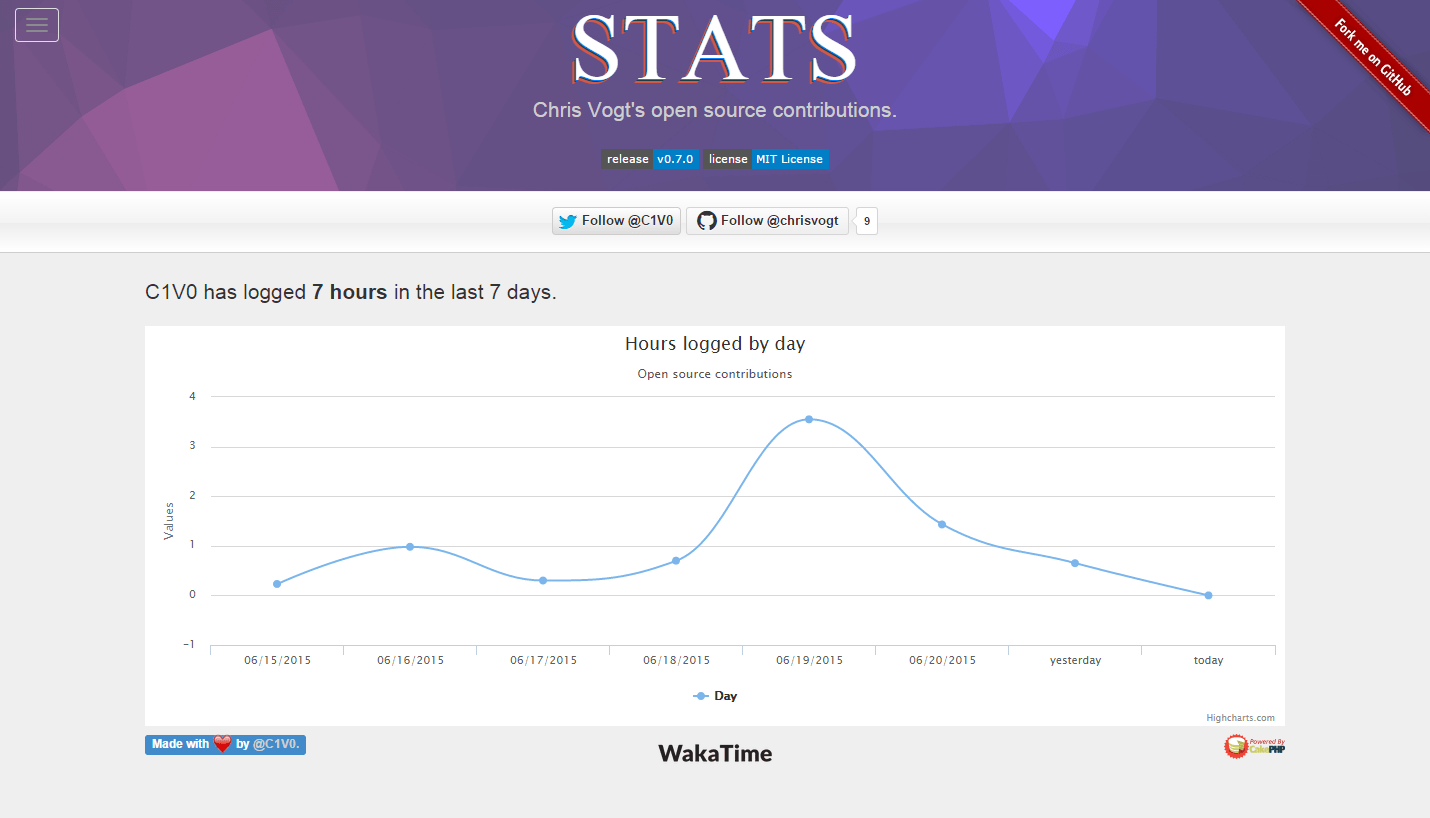 STATS
Fork me on GitHub
Chris Vogt's open source contributions.
release v0.7.0 license MIT License
Follow @C1V0 Follow @chrisvogt 9
C1V0 has logged 7 hours in the last 7 days.
Hours logged by day
Open source contributions
4
3
2
1
0
-1
Values
06/15/2015 06/16/2015 06/17/2015 06/18/2015 06/19/2015 06/20/2015 yesterday today
Day
Highcharts.com
Made with by @C1V0.
WakaTime
Powered By
CakePHP